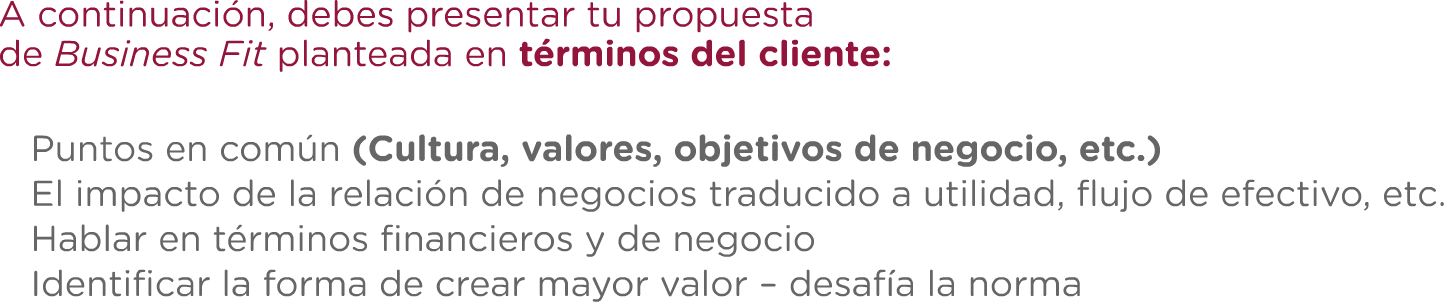 A continuación, debes presentar tu propuesta
de Business Fit planteada en términos del cliente:
Puntos en común (Cultura, valores, objetivos de negocio, etc.)
El impacto de la relación de negocios traducido a utilidad, flujo de efectivo, etc.
Hablar en términos financieros y de negocio
Identificar la forma de crear mayor valor – desafía la norma